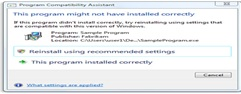 Program Compatibility Assistant
This program might not have installed correctly
If this program didn't install correctly, try reinstalling using settings that
are compatible with this version of Windows.
Program: Sample Program
Publisher: Fabrikam
Location: C:\Users\user1\De...\SampleProgram.exe
Reinstall using recommended settings
This program installed correctly
Cancel
What settings are applied?